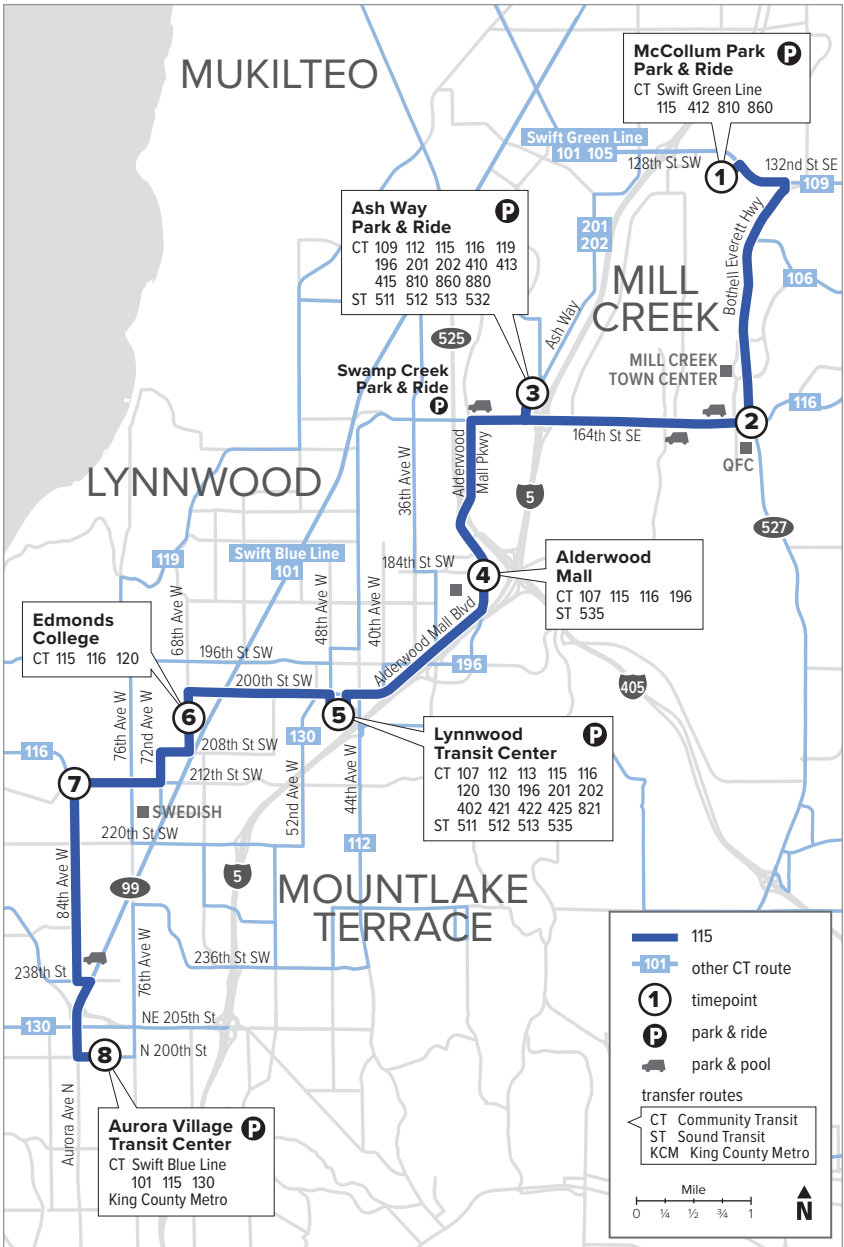 MUKILTEO
McCollum Park
Park & Ride
P
CT Swift Green Line
115 412 810 860
Swift Green Line
101 105
128th St SW
1
132nd St SE
109
Ash Way
Park & Ride
P
CT 109 112 115 116 119
196 201 202 410 413
415 810 860 880
ST 511 512 513 532
201
202
Bothell Everett Hwy
106
MILL
CREEK
525
Ash Way
MILL CREEK
TOWN CENTER
Swamp Creek
Park & Ride
P
3
116
2
164th St SE
QFC
Alderwood
Mall Pkwy
36th Ave W
LYNNWOOD
5
527
119
Swift Blue Line
101
184th St SW
4
Alderwood
Mall
CT 107 115 116 196
ST 535
68th Ave W
48th Ave W
40th Ave W
Alderwood Mall Blvd
Edmonds
College
CT 115 116 120
196th St SW
196
200th St SW
405
6
5
130
76th Ave W
72nd Ave W
208th St SW
Lynnwood
Transit Center
P
CT 107 112 113 115 116
120 130 196 201 202
402 421 422 425 821
ST 511 512 513 535
116
7
212th St SW
SWEDISH
220th St SW
52nd Ave W
44th Ave W
112
84th Ave W
99
5
MOUNTLAKE
TERRACE
76th Ave W
236th St SW
238th St
130
NE 205th St
8
N 200th St
Aurora Ave N
Aurora Village
Transit Center
P
CT Swift Blue Line
101 115 130
King County Metro
115
101 other CT route
1 timepoint
P park & ride
park & pool
transfer routes
CT Community Transit
ST Sound Transit
KCM King County Metro
Mile
0 ¼ ½ ¾ 1
N